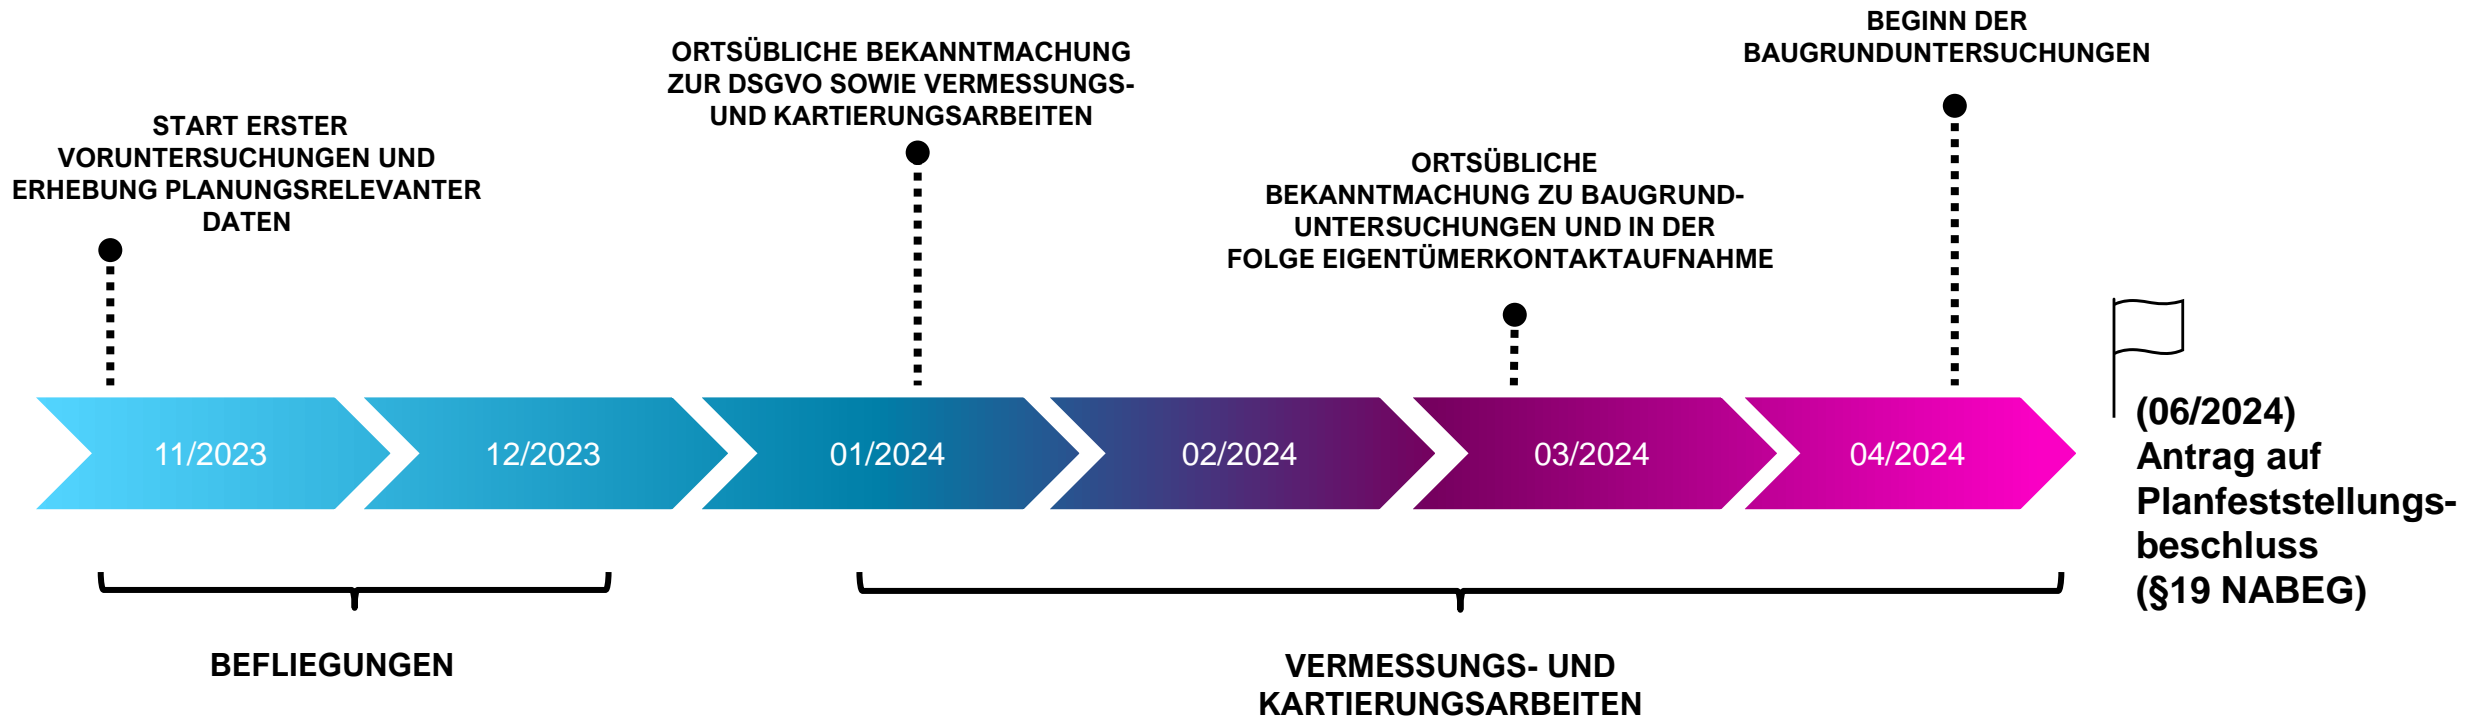 START ERSTER
VORUNTERSUCHUNGEN UND
ERHEBUNG PLANUNGSRELEVANTER
DATEN
ORTSÜBLICHE BEKANNTMACHUNG
ZUR DSGVO SOWIE VERMESSUNGS-
UND KARTIERUNGSARBEITEN
ORTSÜBLICHE
BEKANNTMACHUNG ZU BAUGRUND-
UNTERSUCHUNGEN UND IN DER
FOLGE EIGENTÜMERKONTAKTAUFNAHME
BEGINN DER
BAUGRUNDUNTERSUCHUNGEN
11/2023
12/2023
01/2024
02/2024
03/2024
04/2024
(06/2024)
Antrag auf
Planfeststellungs-
beschluss
(§19 NABEG)
BEFLIEGUNGEN
VERMESSUNGS- UND
KARTIERUNGSARBEITEN